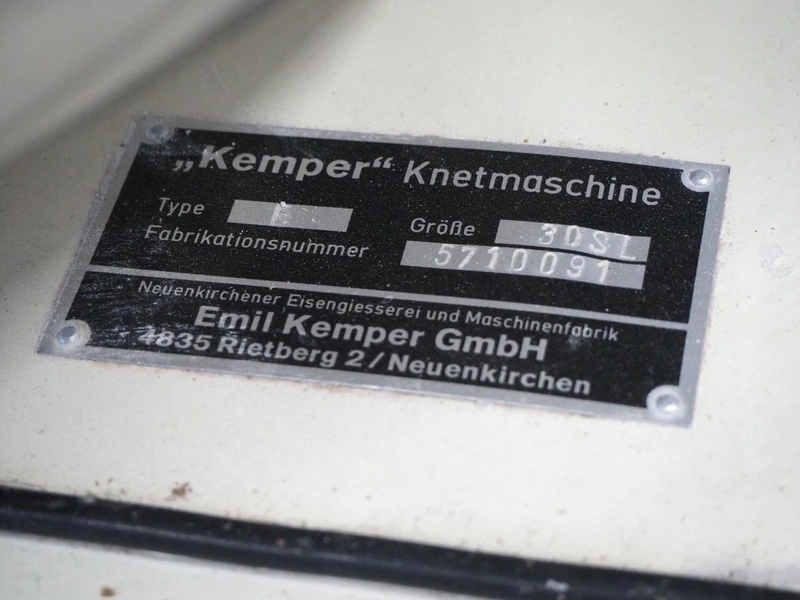 „Kemper“ Knetmaschine
Type
Größe 30SL
Fabrikationsnummer 5710091
Neuenkirchener Eisengiesserei und Maschinenfabrik
Emil Kemper GmbH
4835 Rietberg 2/Neuenkirchen